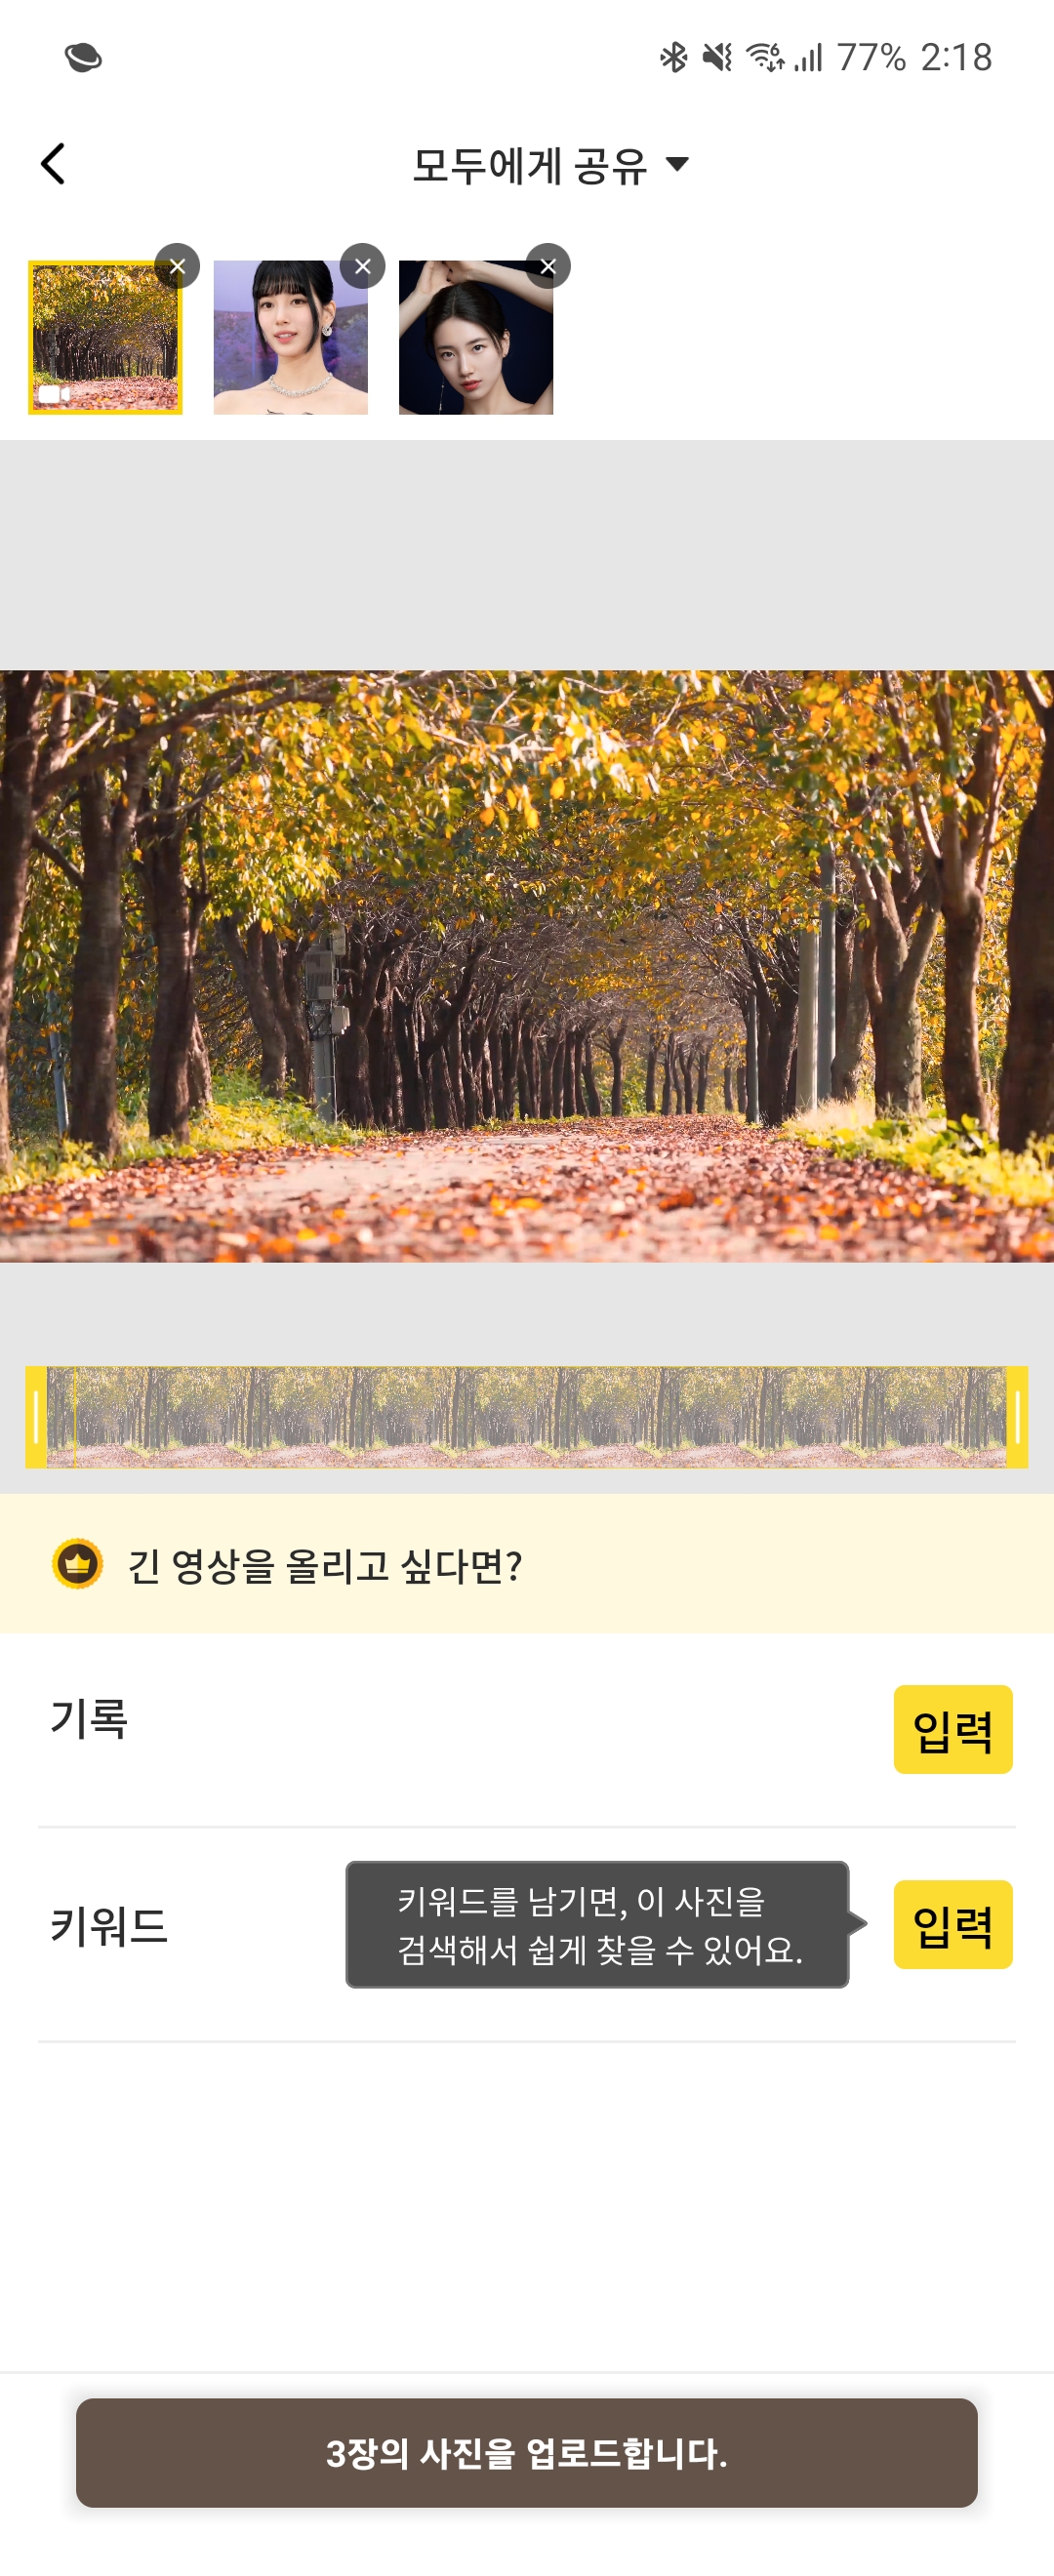 77% 2:18
모두에게 공유
긴 영상을 올리고 싶다면?
기록
입력
키워드
키워드를 남기면, 이 사진을
검색해서 쉽게 찾을 수 있어요.
입력
3장의 사진을 업로드합니다.